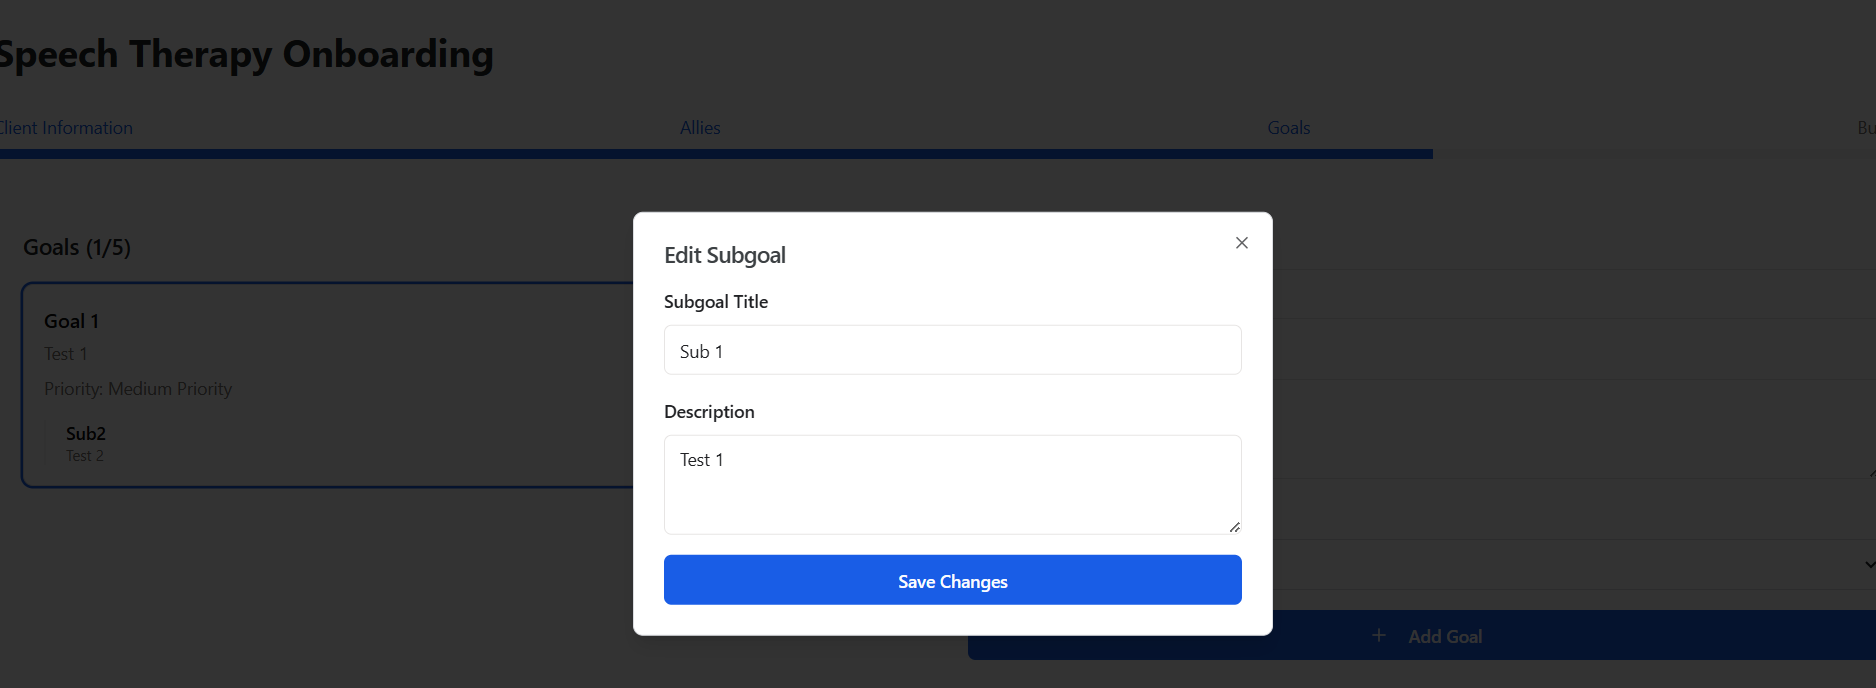 Speech Therapy Onboarding
Client Information
Allies
Goals
Bu
Goals (1/5)
Goal 1
Test 1
Priority: Medium Priority
Sub2
Test 2
Edit Subgoal
Subgoal Title
Sub 1
Description
Test 1
Save Changes
+ Add Goal